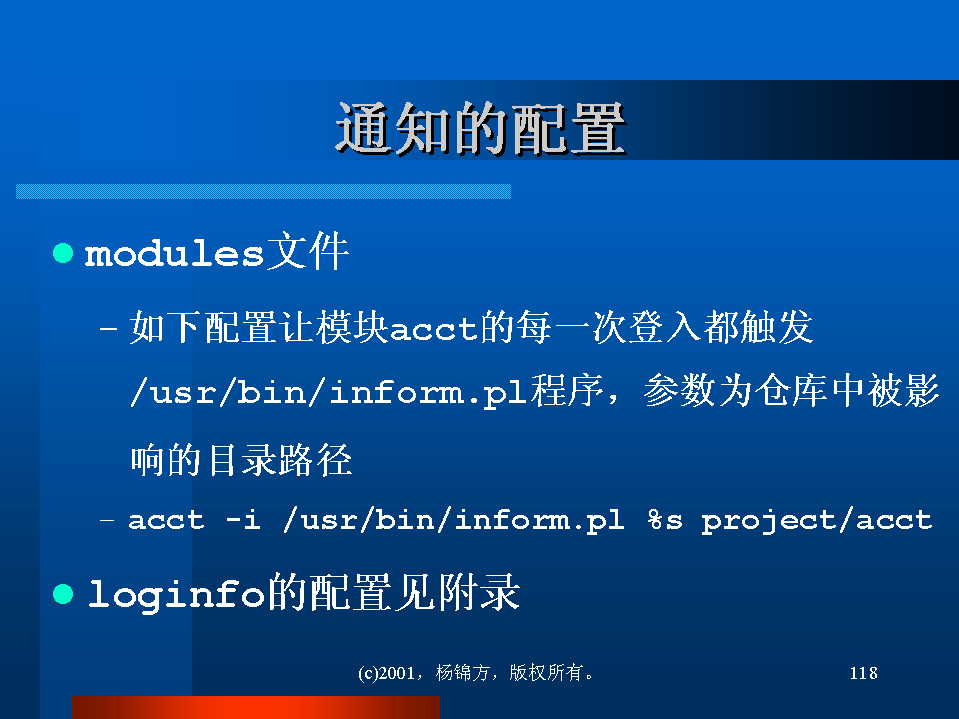 通知的配置
modules文件
– 如下配置让模块acct的每一次登入都触发
/usr/bin/inform.pl程序，参数为仓库中被影
响的目录路径
– acct -i /usr/bin/inform.pl %s project/acct
loginfo的配置见附录
(c)2001，杨锦方，版权所有。
118